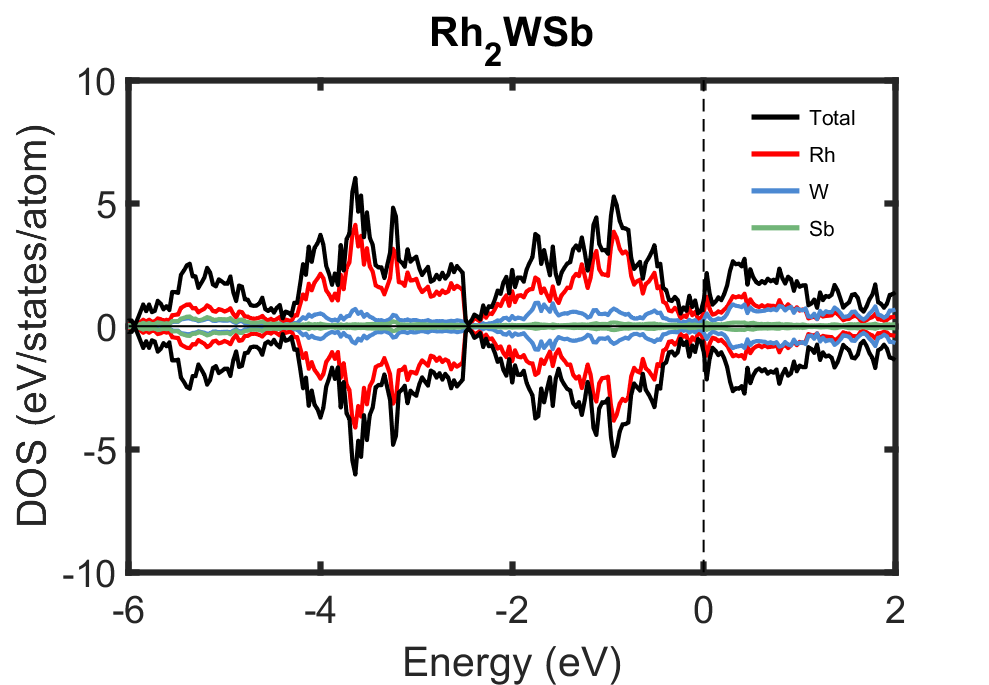 Rh₂WSb
10
5
0
-5
-10
DOS (eV/states/atom)
Total
Rh
W
Sb
-6 -4 -2 0 2
Energy (eV)